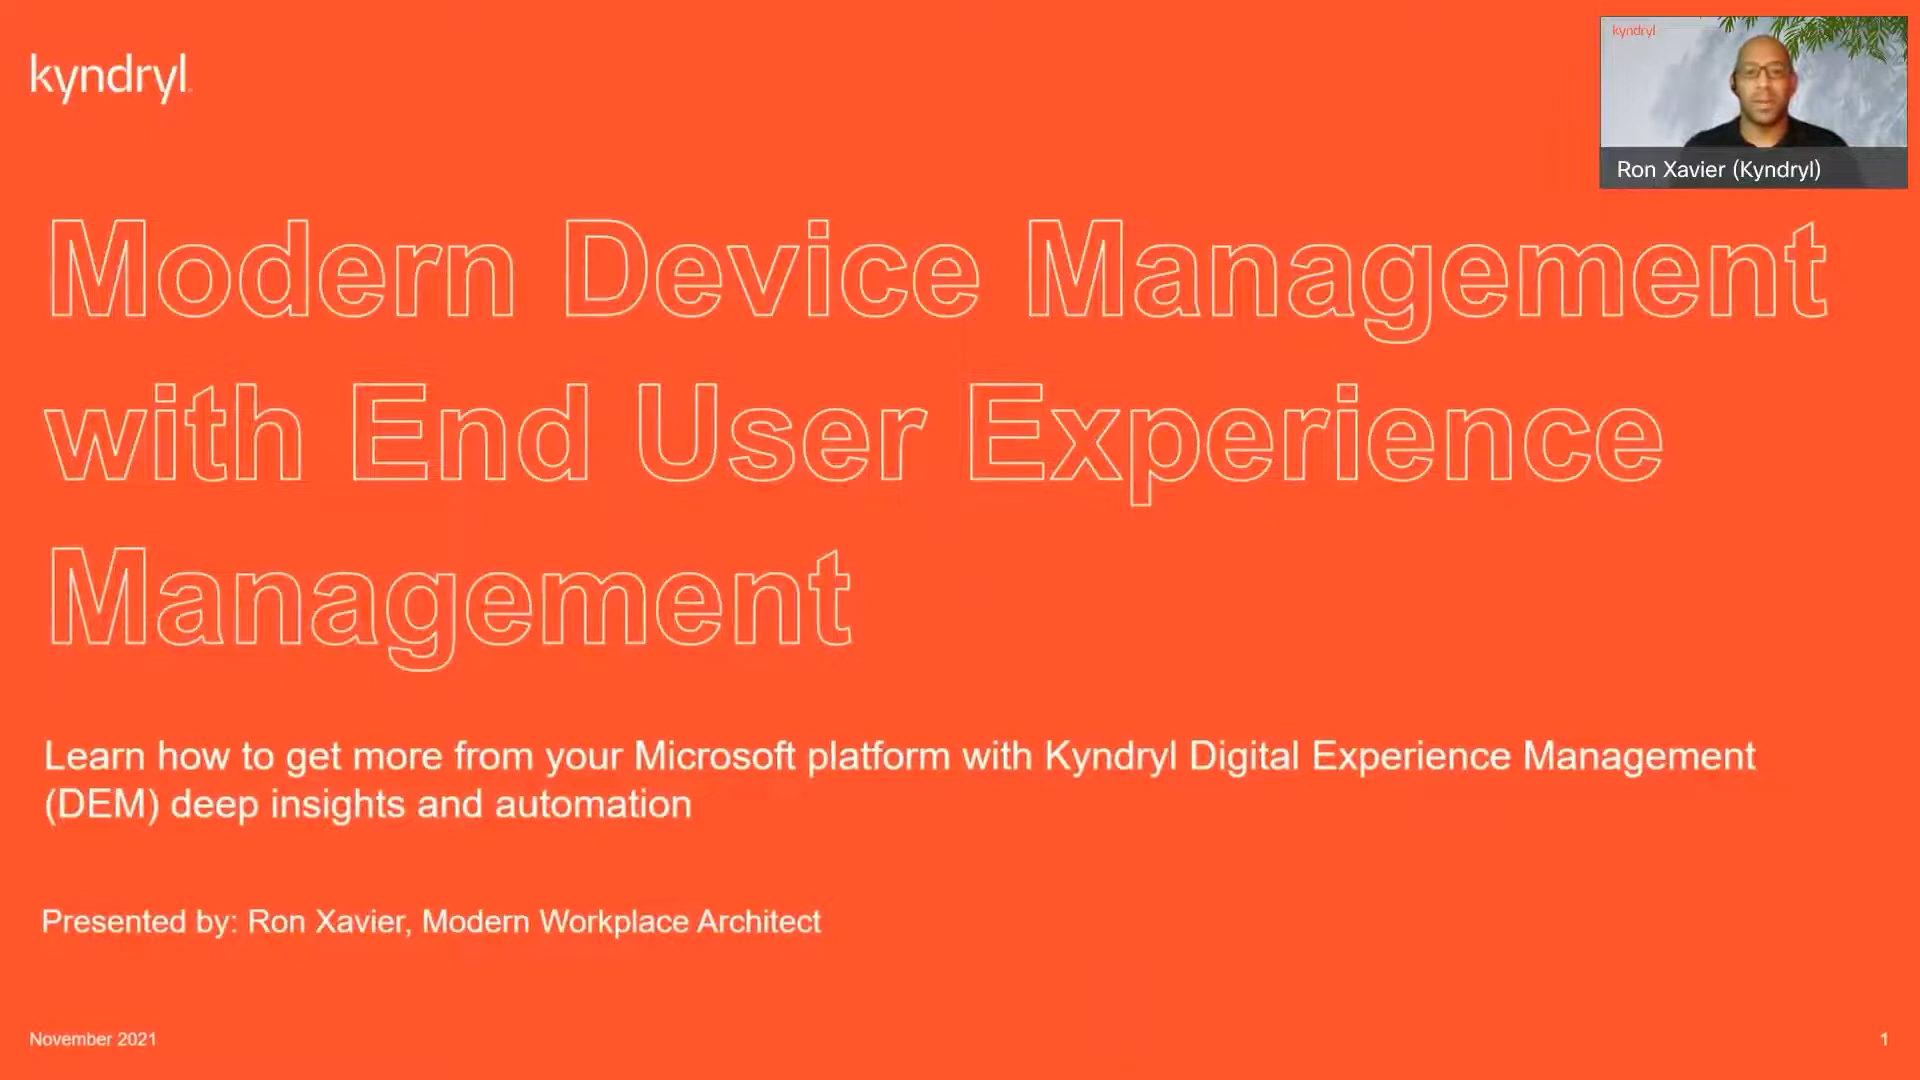 kyndryl
kyndryl
Ron Xavier (Kyndryl)
Modern Device Management
with End User Experience
Management
Learn how to get more from your Microsoft platform with Kyndryl Digital Experience Management
(DEM) deep insights and automation
Presented by: Ron Xavier, Modern Workplace Architect
November 2021
1